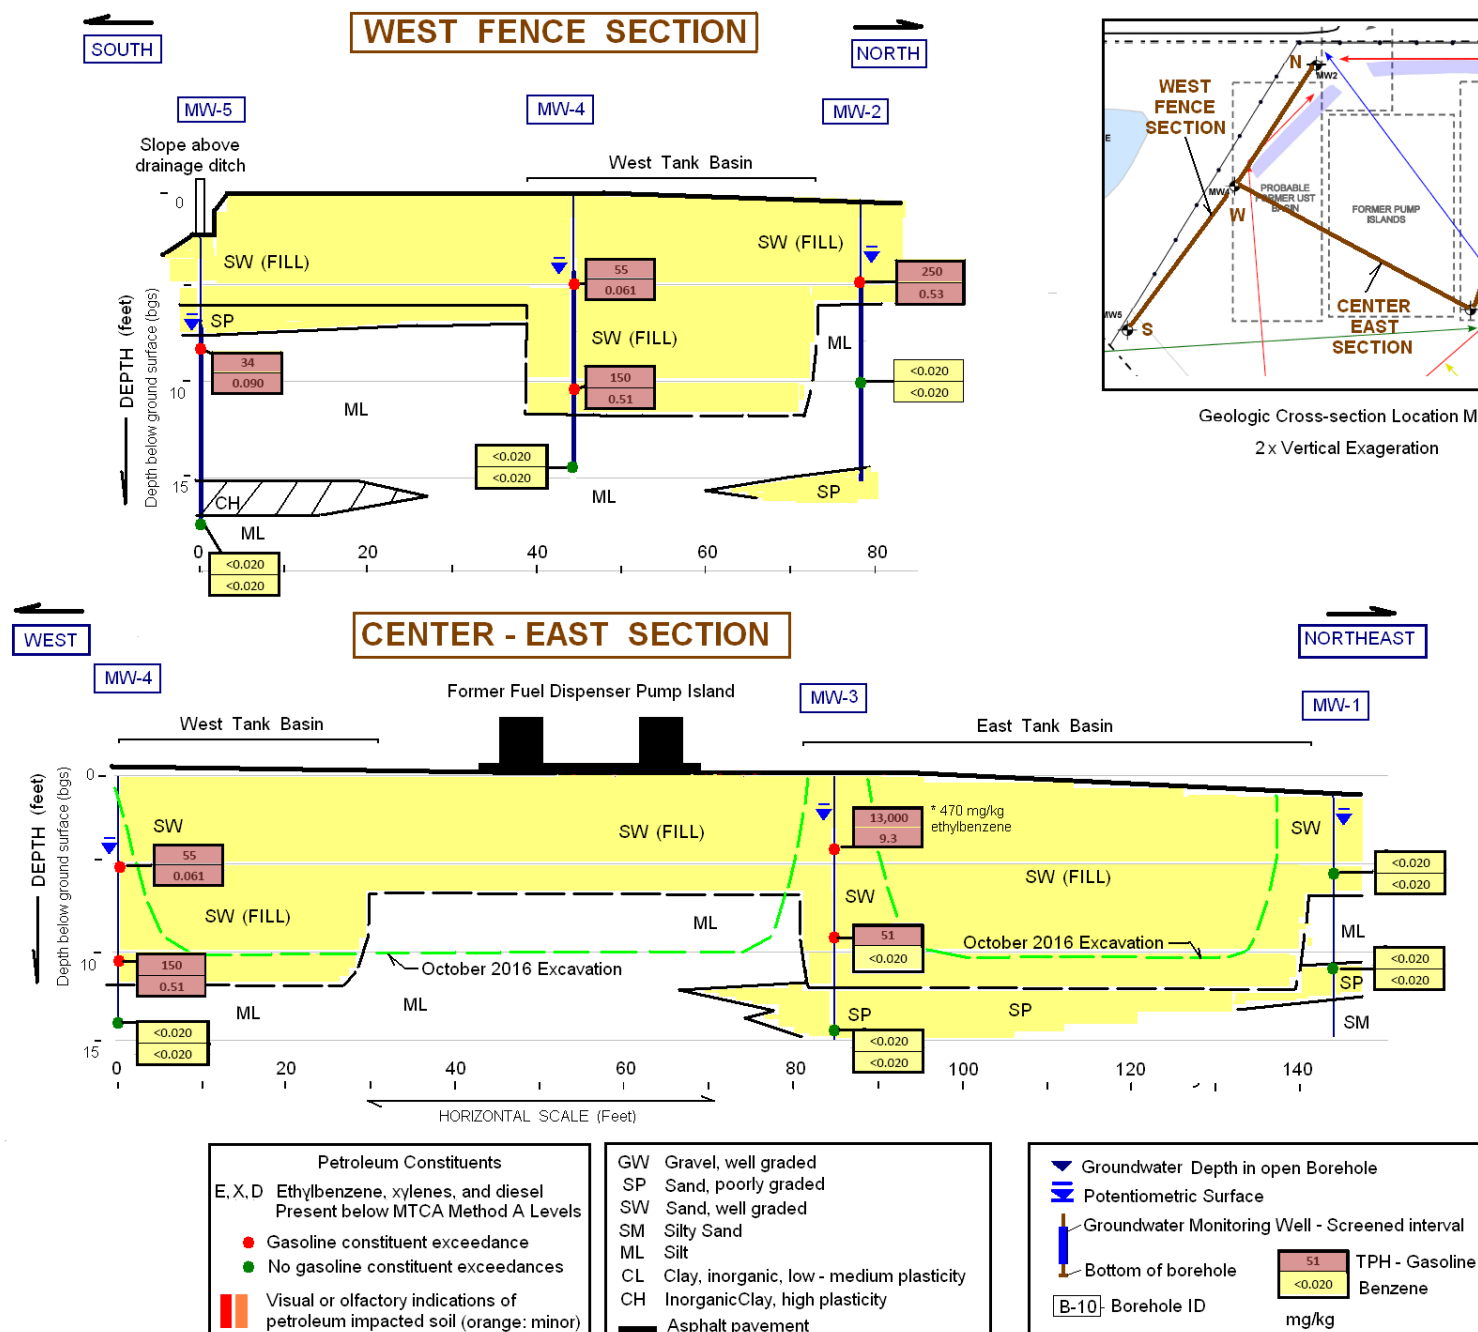 WEST FENCE SECTION
SOUTH
NORTH
MW-5
MW-4
MW-2
Slope above
drainage ditch
West Tank Basin
0
SW (FILL)
SW (FILL)
55
0.061
250
0.53
SP
SW (FILL)
ML
34
0.090
10
ML
150
0.51
<0.020
<0.020
<0.020
<0.020
15
CH
ML
ML
SP
<0.020
<0.020
DEPTH (feet)
Depth below ground surface (bgs)
0
20
40
60
80
N
MW2
WEST
FENCE
SECTION
E
MW4
W
PROBABLE
FORMER UST
BASIN
FORMER PUMP
ISLANDS
MW5
S
CENTER
EAST
SECTION
Geologic Cross-section Location M
2 x Vertical Exageration
WEST
CENTER - EAST SECTION
NORTHEAST
MW-4
Former Fuel Dispenser Pump Island
MW-3
MW-1
West Tank Basin
East Tank Basin
0
SW
55
0.061
SW (FILL)
13,000
9.3
* 470 mg/kg
ethylbenzene
SW
SW (FILL)
<0.020
<0.020
SW (FILL)
SW
ML
51
<0.020
October 2016 Excavation
ML
10
150
0.51
October 2016 Excavation
<0.020
<0.020
ML
ML
SP
SP
SP
SM
<0.020
<0.020
<0.020
<0.020
15
DEPTH (feet)
Depth below ground surface (bgs)
0
20
40
60
80
100
120
140
HORIZONTAL SCALE (Feet)
Petroleum Constituents
E, X, D Ethylbenzene, xylenes, and diesel
Present below MTCA Method A Levels
Gasoline constituent exceedance
No gasoline constituent exceedances
Visual or olfactory indications of
petroleum impacted soil (orange: minor)
GW Gravel, well graded
SP Sand, poorly graded
SW Sand, well graded
SM Silty Sand
ML Silt
CL Clay, inorganic, low - medium plasticity
CH InorganicClay, high plasticity
Asphalt pavement
Groundwater Depth in open Borehole
Potentiometric Surface
Groundwater Monitoring Well - Screened interval
Bottom of borehole
B-10 - Borehole ID
51
TPH - Gasoline
<0.020
Benzene
mg/kg